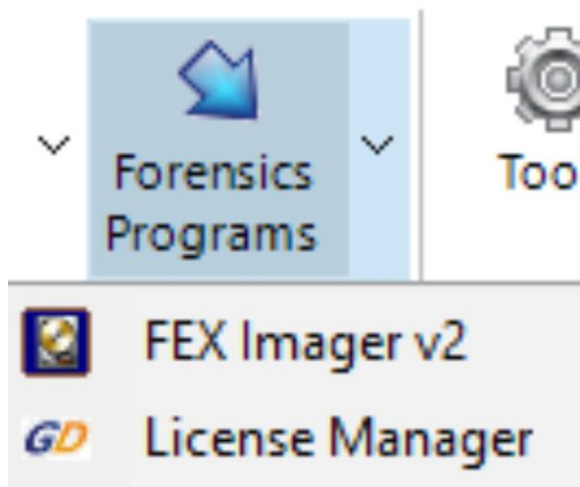 Forensics
Programs
Too
FEX Imager v2
GD License Manager